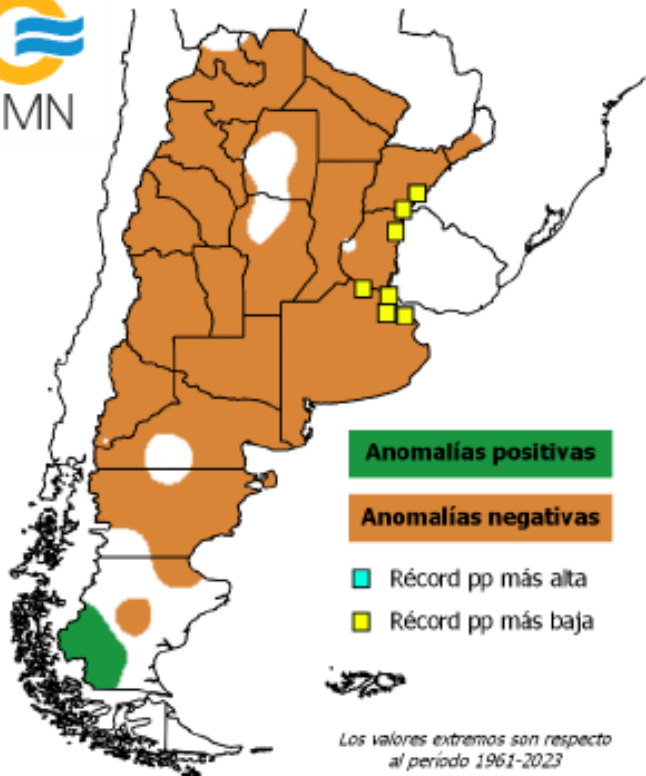 MN
Anomalías positivas
Anomalías negativas
Récord pp más alta
Récord pp más baja
Los valores extremos son respecto
al período 1961-2023